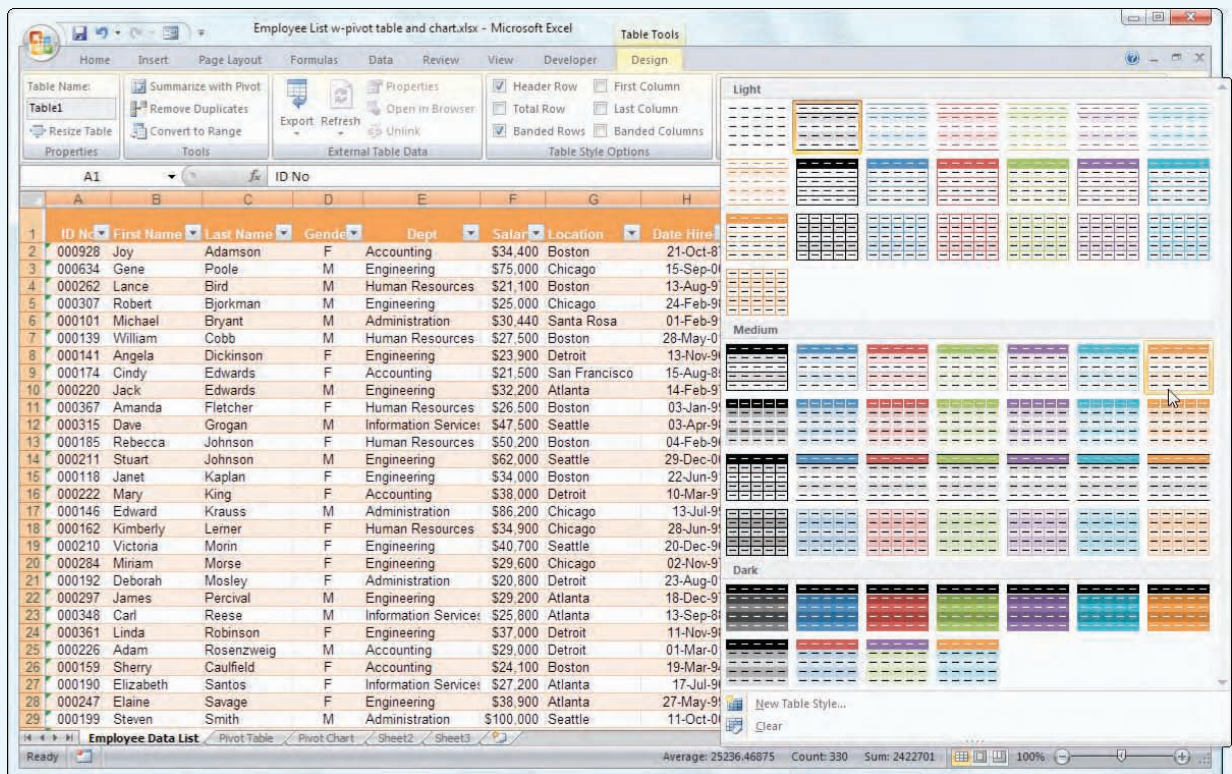 Employee List w-pivot table and chart.xlsx - Microsoft Excel
Table Tools
Home Insert Page Layout Formulas Data Review View Developer Design
Table Name:
Table1
Resize Table
Properties
Summarize with Pivot
Remove Duplicates
Convert to Range
Tools
Export Refresh
Properties
Open in Browser
Unlink
External Table Data
Header Row First Column
Total Row Last Column
Banded Rows Banded Columns
Table Style Options
A1 fx ID No
A B C D E F G H
1 First Name Last Name Gende Dept Salar Location Date Hire
2 000928 Joy Adamson F Accounting $34,400 Boston 21-Oct-8
3 000634 Gene Poole M Engineering $75,000 Chicago 15-Sep-0
4 000262 Lance Bird M Human Resources $21,100 Boston 13-Aug-9
5 000307 Robert Bjorkman M Engineering $25,000 Chicago 24-Feb-9
6 000101 Michael Bryant M Administration $30,440 Santa Rosa 01-Feb-9
7 000139 William Cobb M Human Resources $27,500 Boston 28-May-0
8 000141 Angela Dickinson F Engineering $23,900 Detroit 13-Nov-9
9 000174 Cindy Edwards F Accounting $21,500 San Francisco 15-Aug-8
10 000220 Jack Edwards M Engineering $32,200 Atlanta 14-Feb-9
11 000367 Amanda Fletcher F Human Resources $26,500 Boston 03-Jan-9
12 000315 Dave Grogan M Information Service $47,500 Seattle 03-Apr-9
13 000185 Rebecca Johnson F Human Resources $50,200 Boston 04-Feb-9
14 000211 Stuart Johnson M Engineering $62,000 Seattle 29-Dec-0
15 000118 Janet Kaplan F Engineering $34,000 Boston 22-Jun-9
16 000222 Mary King F Accounting $38,000 Detroit 10-Mar-9
17 000146 Edward Krauss M Administration $86,200 Chicago 13-Jul-9
18 000162 Kimberly Lerner F Human Resources $34,900 Chicago 28-Jun-9
19 000210 Victoria Morin F Engineering $40,700 Seattle 20-Dec-9
20 000284 Miriam Morse F Engineering $29,600 Chicago 02-Nov-9
21 000192 Deborah Mosley F Administration $20,800 Detroit 23-Aug-0
22 000297 James Percival M Engineering $29,200 Atlanta 18-Dec-9
23 000348 Carl Reese M Information Service $25,800 Atlanta 13-Sep-8
24 000361 Linda Robinson F Engineering $37,000 Detroit 11-Nov-9
25 000226 Adam Rosenzweig M Accounting $29,000 Detroit 01-Mar-0
26 000159 Sherry Caulfield F Accounting $24,100 Boston 19-Mar-9
27 000190 Elizabeth Santos F Information Service $27,200 Atlanta 17-Jul-9
28 000247 Elaine Savage F Engineering $38,900 Atlanta 27-May-9
29 000199 Steven Smith M Administration $100,000 Seattle 11-Oct-0
Light
Medium
Dark
New Table Style...
Clear
Employee Data List Pivot Table Pivot Chart Sheet2 Sheet3
Ready Average: 25236.46875 Count: 330 Sum: 2422701 100%